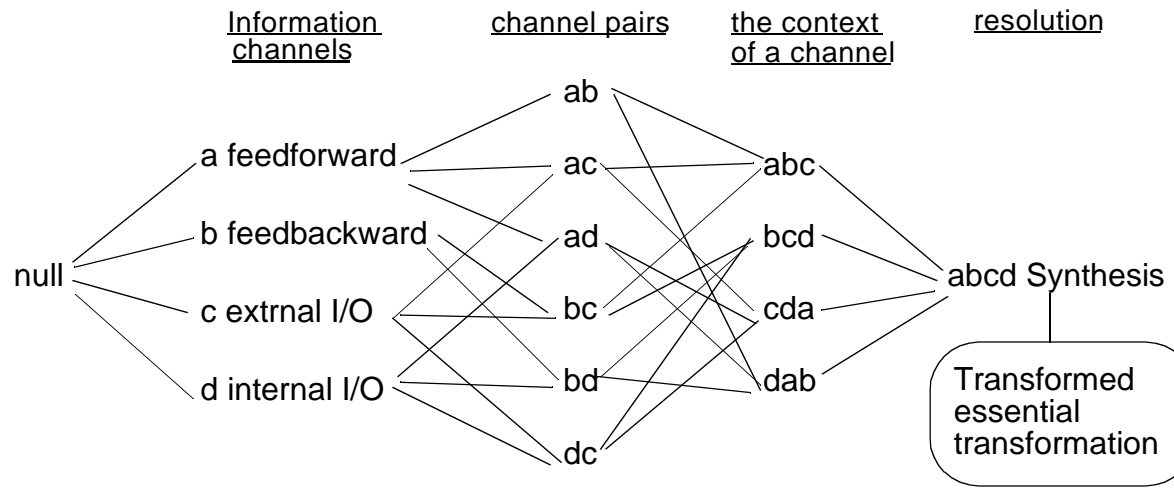 Information
channels
channel pairs
the context
of a channel
resolution
null
a feedforward
b feedbackward
c extrnal I/O
d internal I/O
ab
ac
ad
bc
bd
dc
abc
bcd
cda
dab
abcd Synthesis
Transformed
essential
transformation